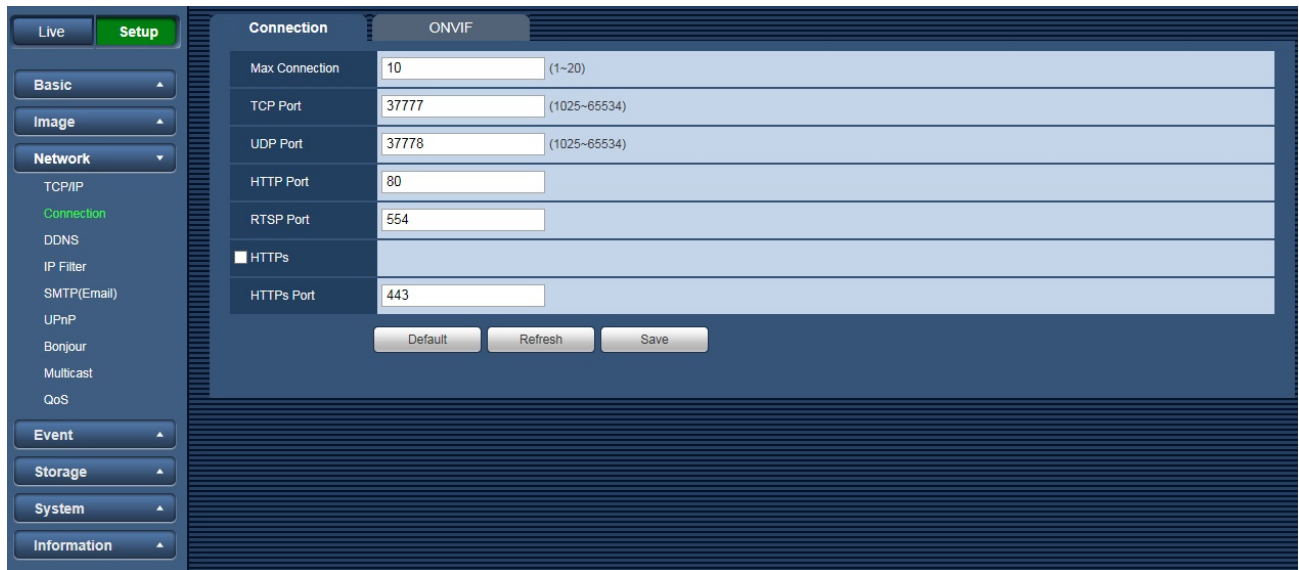 Live Setup
Basic
Image
Network
TCP/IP
Connection
DDNS
IP Filter
SMTP(Email)
UPnP
Bonjour
Multicast
QoS
Event
Storage
System
Information
Connection ONVIF
Max Connection 10 (1~20)
TCP Port 37777 (1025~65534)
UDP Port 37778 (1025~65534)
HTTP Port 80
RTSP Port 554
HTTPs
HTTPs Port 443
Default Refresh Save